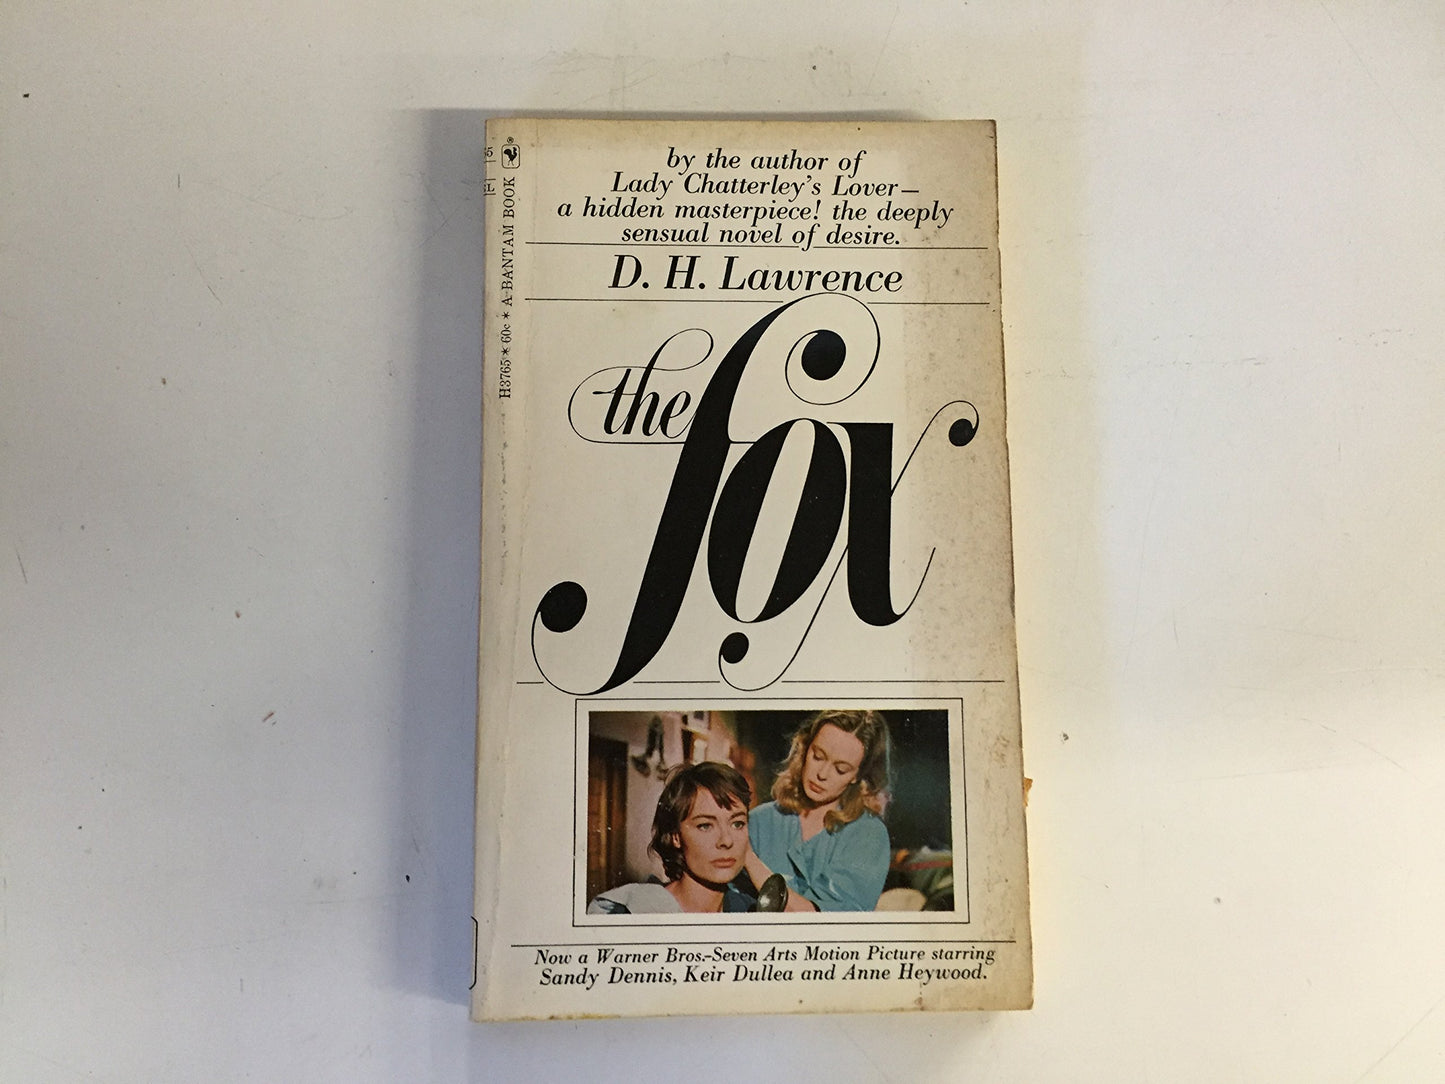 by the author of
Lady Chatterley's Lover—
a hidden masterpiece! the deeply
sensual novel of desire.
D. H. Lawrence
the
fox
Now a Warner Bros.-Seven Arts Motion Picture starring
Sandy Dennis, Keir Dullea and Anne Heywood.
H3765 * 60c * A BANTAM BOOK